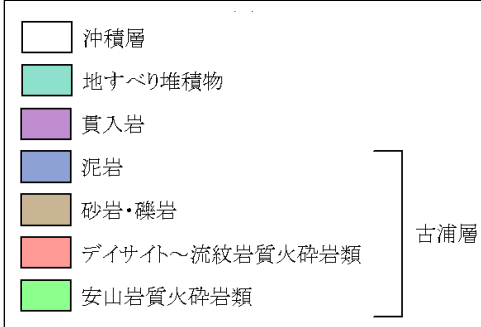 沖積層
地すべり堆積物
貫入岩
泥岩
砂岩・礫岩
デイサイト～流紋岩質火砕岩類
安山岩質火砕岩類
古浦層